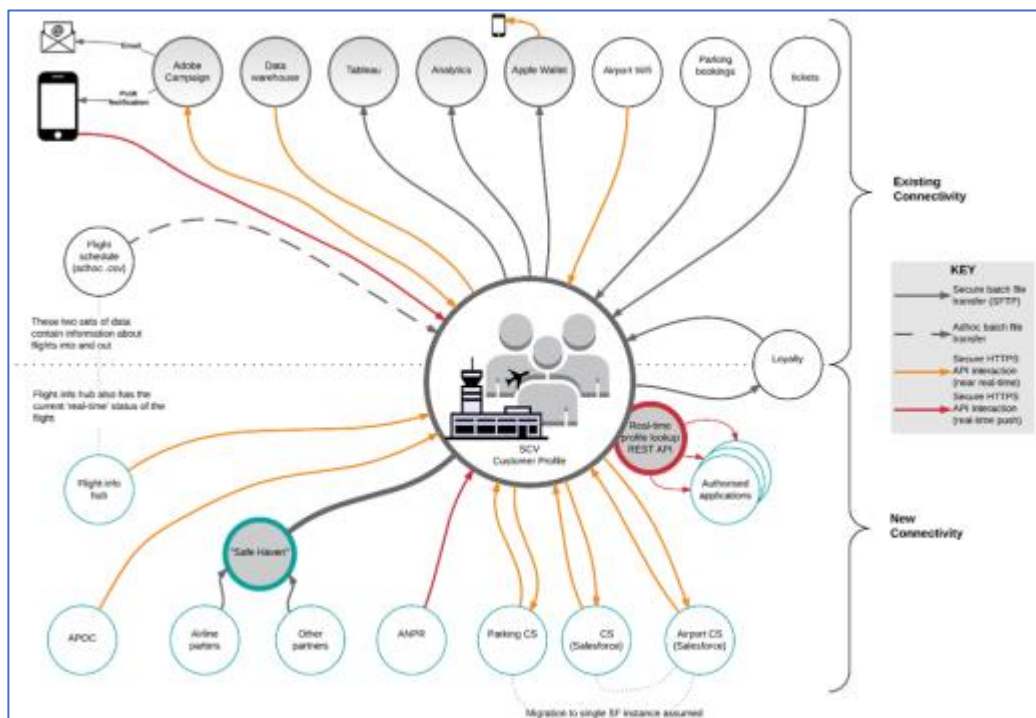 Email
Push
Notification
Adobe
Campaign
Data
warehouse
Tableau
Analytics
Apple Wallet
Airport Wifi
Parking
bookings
tickets
Existing
Connectivity
Flight
schedule
(adhoc .csv)
These two sets of data
contain information about
flights into and out
Flight info hub also has the
current 'real-time' status of the
flight.
KEY
Secure batch file
transfer (SFTP)
Adhoc batch file
transfer
Secure HTTPS
API interaction
(near real-time)
Secure HTTPS
API interaction
(real-time push)
Loyalty
SCV
Customer Profile
Real-time
profile lookup
REST API
Authorised
applications
Flight info
hub
New
Connectivity
"Safe Haven"
APOC
Airline
partners
Other
partners
ANPR
Parking CS
CS
(Salesforce)
Airport CS
(Salesforce)
Migration to single SF instance assumed